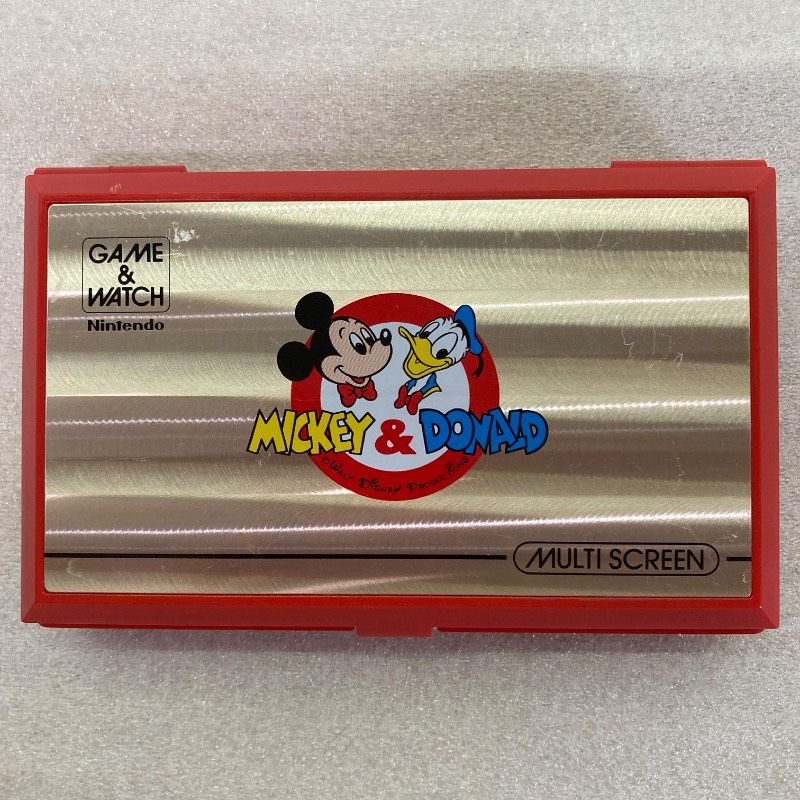 GAME
&
WATCH
Nintendo
MICKEY & DONALD
© WALT DISNEY PRODUCTIONS
MULTI SCREEN